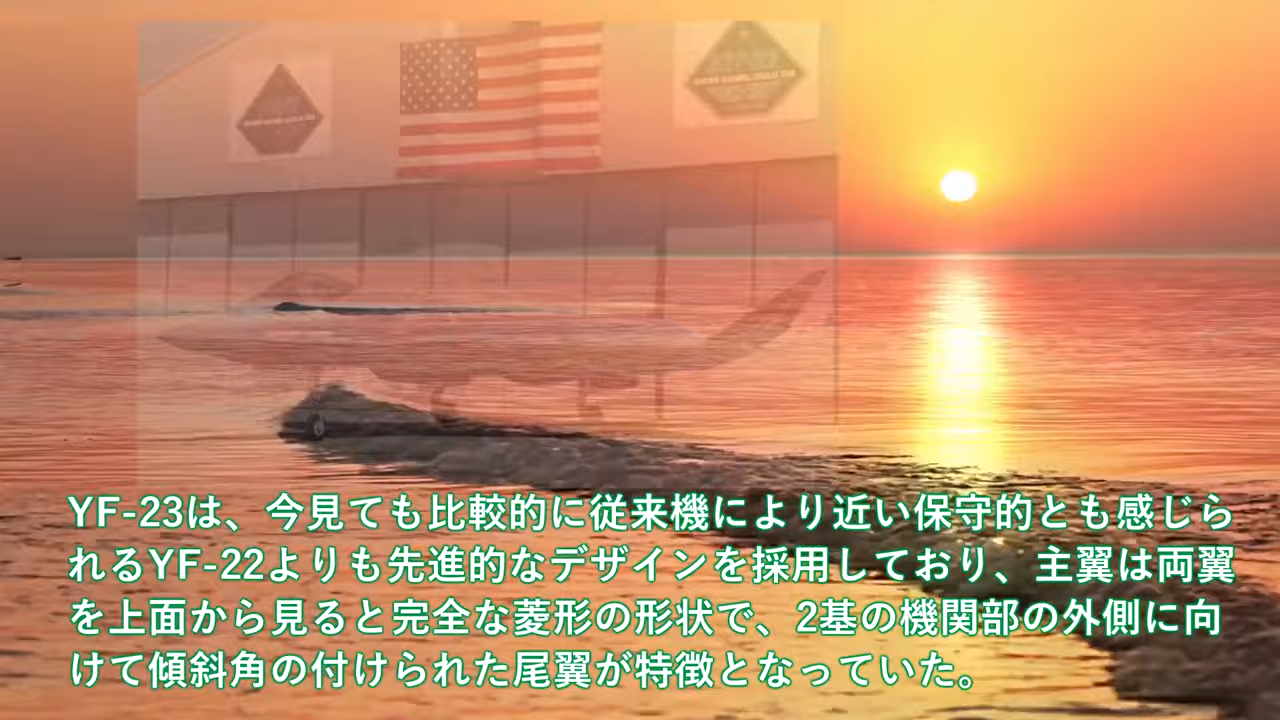 YF-23は、今見ても比較的に従来機により近い保守的とも感じら
れるYF-22よりも先進的なデザインを採用しており、主翼は両翼
を上面から見ると完全な菱形の形状で、2基の機関部の外側に向
けて傾斜角の付けられた尾翼が特徴となっていた。